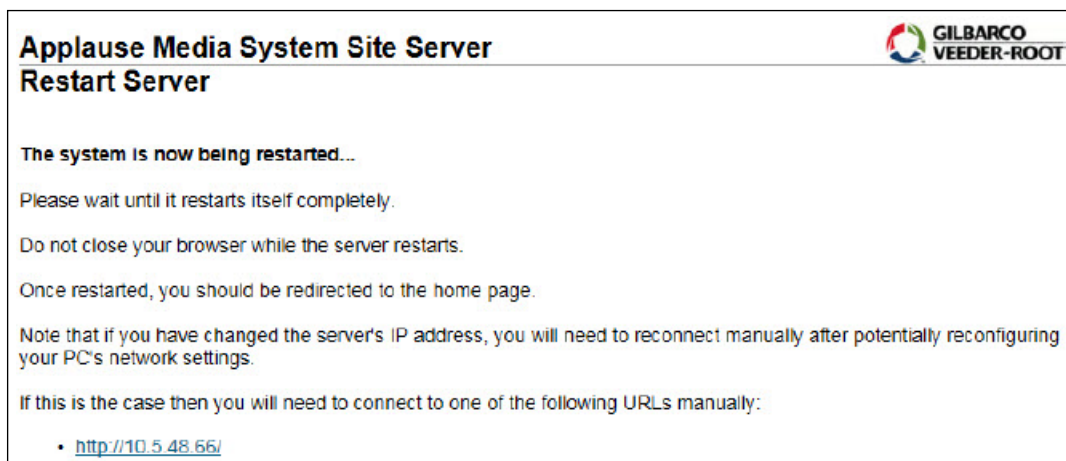 Applause Media System Site Server
GILBARCO
VEEDER-ROOT
Restart Server
The system is now being restarted...
Please wait until it restarts itself completely.
Do not close your browser while the server restarts.
Once restarted, you should be redirected to the home page.
Note that if you have changed the server's IP address, you will need to reconnect manually after potentially reconfiguring
your PC's network settings.
If this is the case then you will need to connect to one of the following URLs manually:
• http://10.5.48.66/